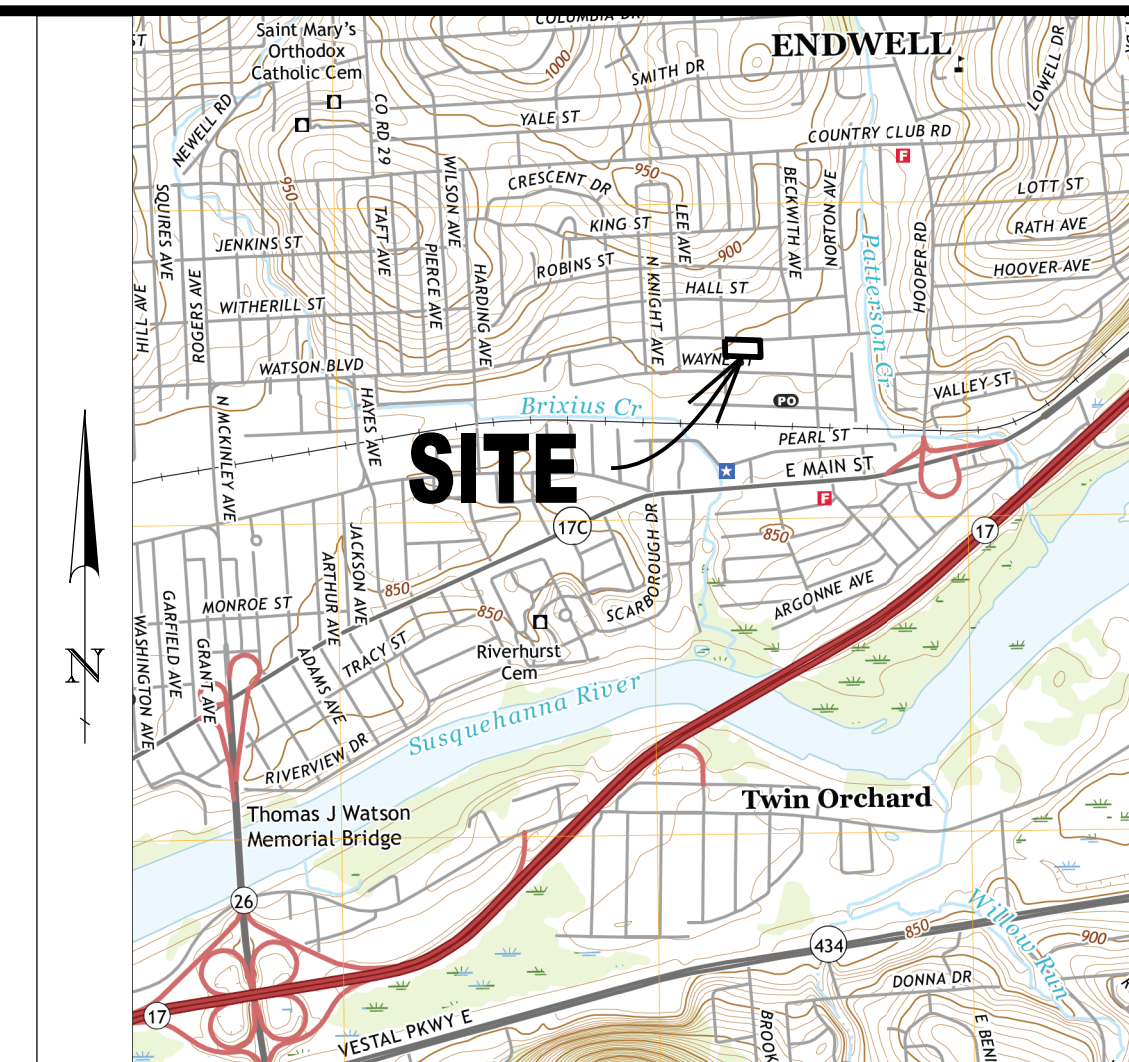 COLUMBIA DR
ST
Saint Mary's
Orthodox
Catholic Cem
1000
SMITH DR
ENDWELL
LOWELL DR
NEWELL RD
CO RD 29
YALE ST
COUNTRY CLUB RD
F
950
SQUIRES AVE
WILSON AVE
CRESCENT DR
950
BECKWITH AVE
NORTON AVE
LOTT ST
TAFT AVE
LEE AVE
KING ST
RATH AVE
JENKINS ST
PIERCE AVE
900
Patterson Cr
HOOPER RD
ROGERS AVE
HARDING AVE
ROBINS ST
N KNIGHT AVE
HALL ST
HOOVER AVE
HILL AVE
WITHERILL ST
WATSON BLVD
WAYNE ST
VALLEY ST
N MCKINLEY AVE
HAYES AVE
Brixius Cr
PO
PEARL ST
SITE
E MAIN ST
F
17C
17
850
JACKSON AVE
ARTHUR AVE
850
850
SCARBOROUGH DR
ARGONNE AVE
MONROE ST
GARFIELD AVE
WASHINGTON AVE
GRANT AVE
ADAMS AVE
TRACY ST
Riverhurst
Cem
N
Susquehanna River
RIVERVIEW DR
Thomas J Watson
Memorial Bridge
Twin Orchard
26
Willow Run
434
850
900
DONNA DR
17
VESTAL PKWY E
BROOK
E BENI